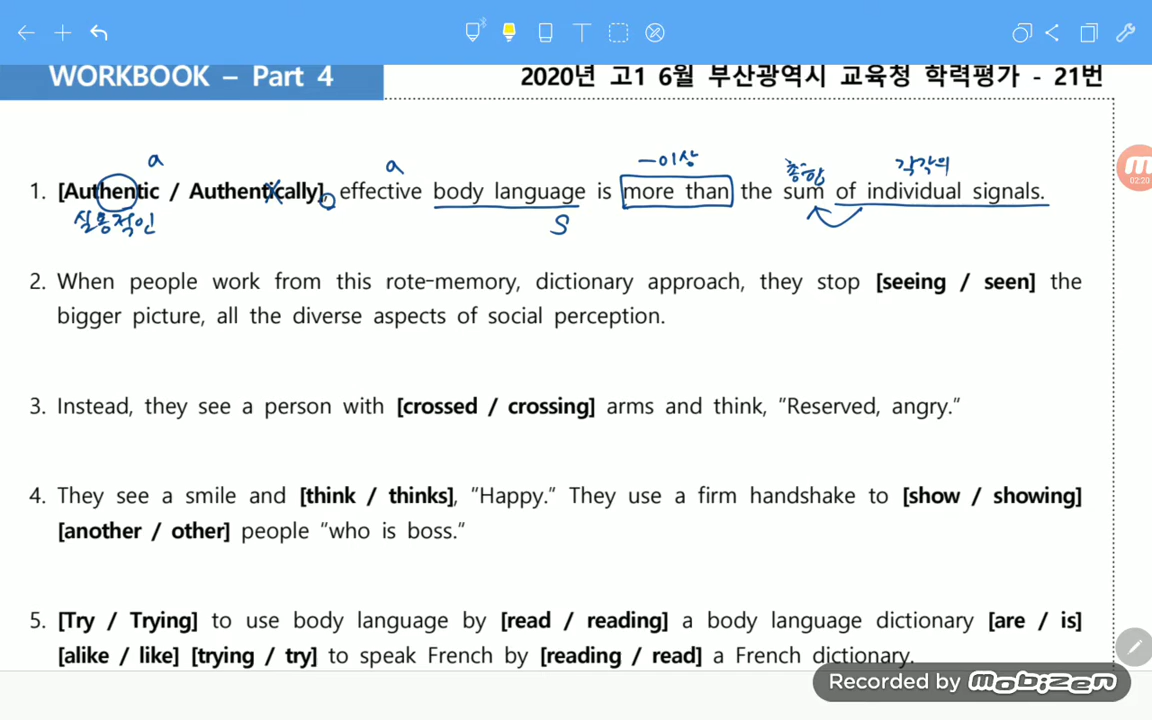 WORKBOOK – Part 4
2020년 고1 6월 부산광역시 교육청 학력평가 - 21번
a
a
–이상
총합
각각의
1. [Authentic / Authentically], effective body language is more than the sum of individual signals.
실용적인
S
2. When people work from this rote-memory, dictionary approach, they stop [seeing / seen] the
bigger picture, all the diverse aspects of social perception.
3. Instead, they see a person with [crossed / crossing] arms and think, “Reserved, angry.”
4. They see a smile and [think / thinks], “Happy.” They use a firm handshake to [show / showing]
[another / other] people “who is boss.”
5. [Try / Trying] to use body language by [read / reading] a body language dictionary [are / is]
[alike / like] [trying / try] to speak French by [reading / read] a French dictionary.
Recorded by mobizen
02:20